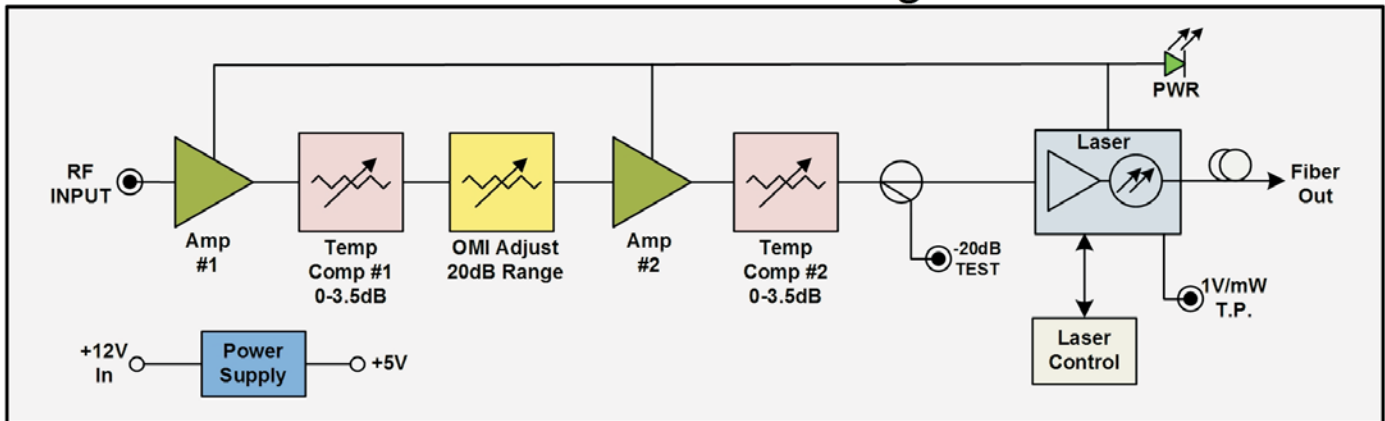 PWR
RF
INPUT
Amp
#1
Temp
Comp #1
0-3.5dB
OMI Adjust
20dB Range
Amp
#2
Temp
Comp #2
0-3.5dB
-20dB
TEST
Laser
Fiber
Out
1V/mW
T.P.
Laser
Control
+12V
In
Power
Supply
+5V